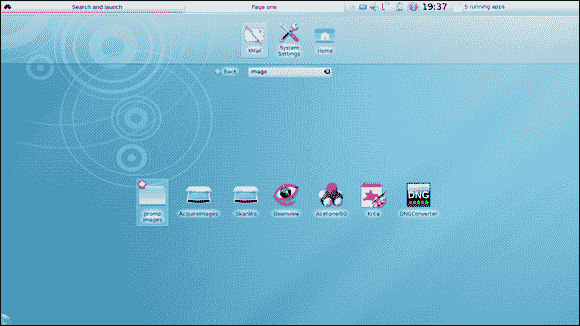 Search and launch
Page one
19:37
5 running apps
KMail
System
Settings
Home
Back
image
promo
images
AcquireImages
Skanlite
Gwenview
AcetoneISO
Krita
DNGConverter
DNG